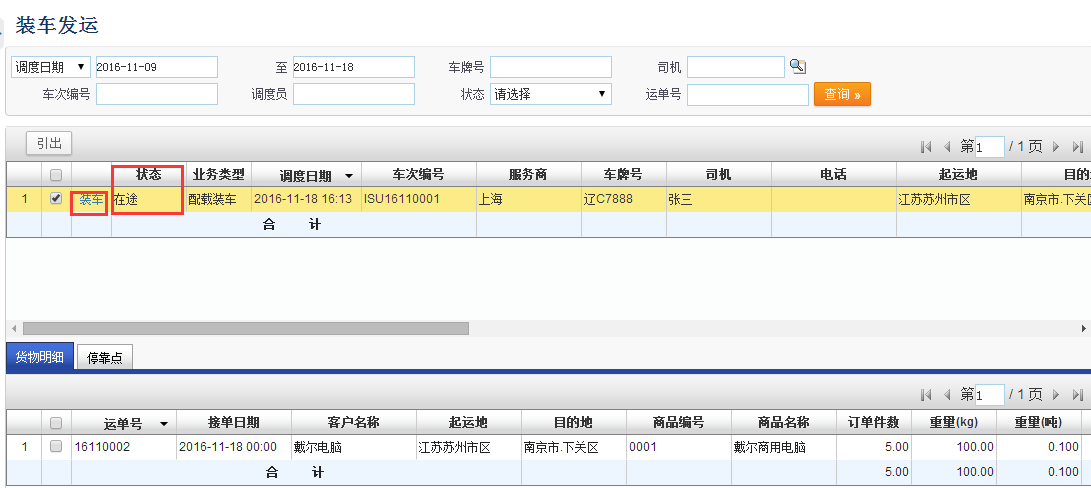 装车发运
调度日期 ▼ 2016-11-09 至 2016-11-18 车牌号 司机
车次编号 调度员 状态 请选择 ▼ 运单号 查询 »
引出 第 1 / 1 页
状态 业务类型 调度日期 ▼ 车次编号 服务商 车牌号 司机 电话 起运地 目的
1 装车 在途 配载装车 2016-11-18 16:13 ISU16110001 上海 辽C7888 张三 江苏苏州市区 南京市.下关区
合 计
货物明细 停靠点
第 1 / 1 页
运单号 ▼ 接单日期 客户名称 起运地 目的地 商品编号 商品名称 订单件数 重量(kg) 重量(吨)
1 16110002 2016-11-18 00:00 戴尔电脑 江苏苏州市区 南京市.下关区 0001 戴尔商用电脑 5.00 100.00 0.100
合 计 5.00 100.00 0.100